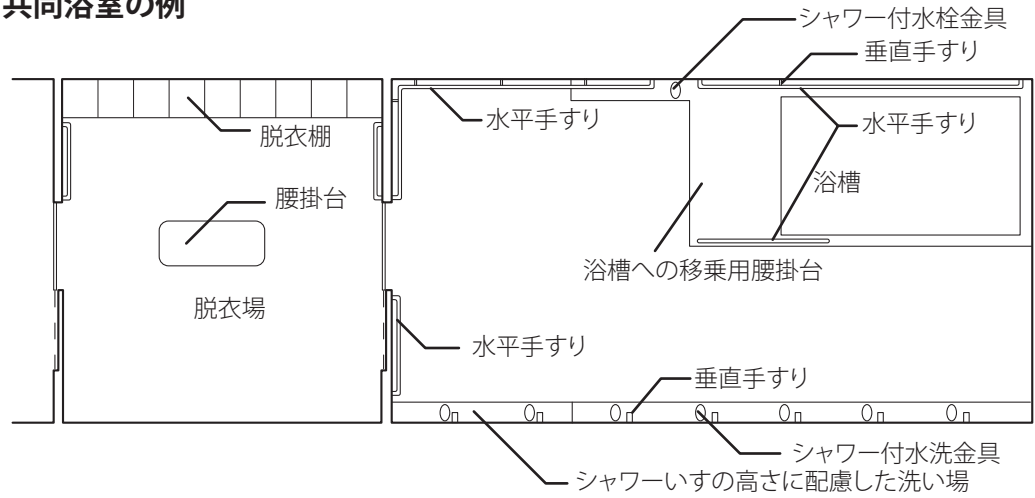 共同浴室の例
シャワー付水栓金具
垂直手すり
水平手すり
水平手すり
脱衣棚
浴槽
腰掛台
浴槽への移乗用腰掛台
脱衣場
水平手すり
垂直手すり
シャワー付水洗金具
シャワーいすの高さに配慮した洗い場